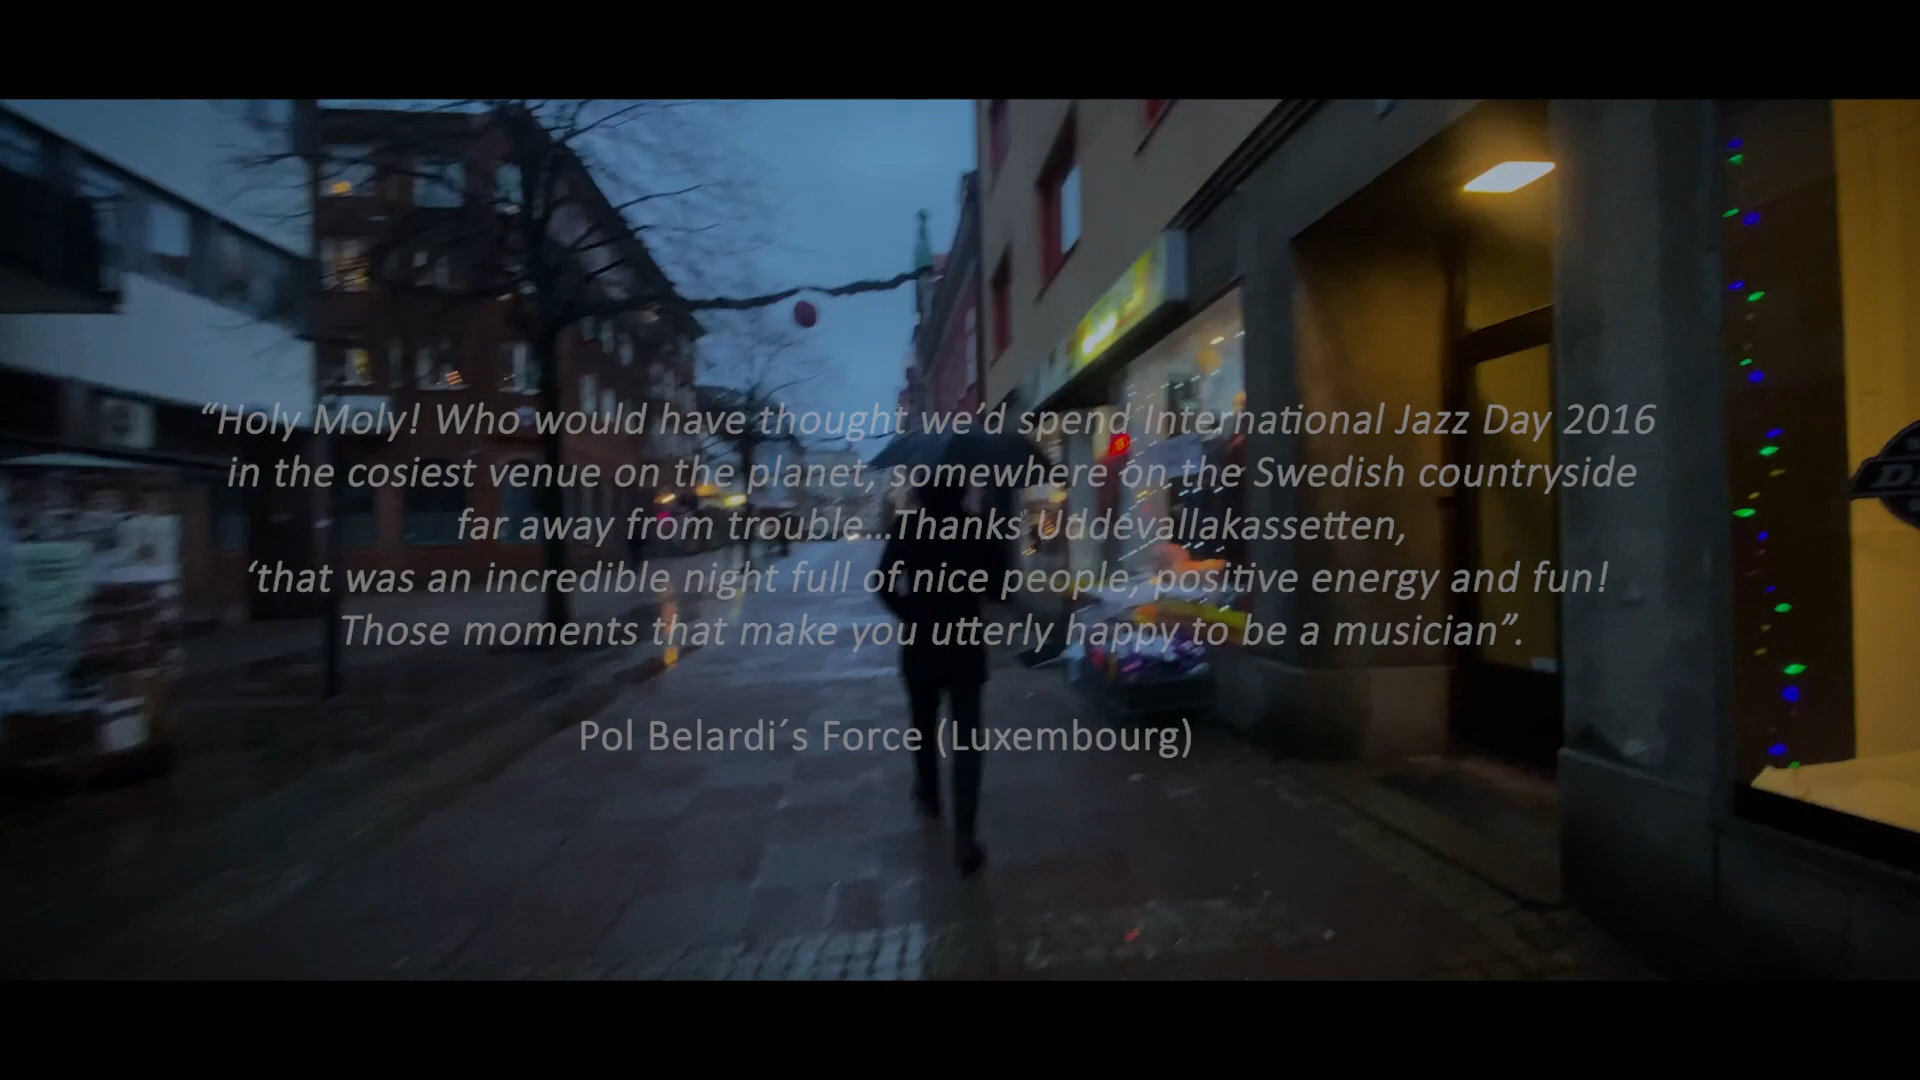 “Holy Moly! Who would have thought we’d spend International Jazz Day 2016
in the cosiest venue on the planet, somewhere on the Swedish countryside
far away from trouble...Thanks Uddevallakassetten,
‘that was an incredible night full of nice people, positive energy and fun!
Those moments that make you utterly happy to be a musician”.
Pol Belardi´s Force (Luxembourg)